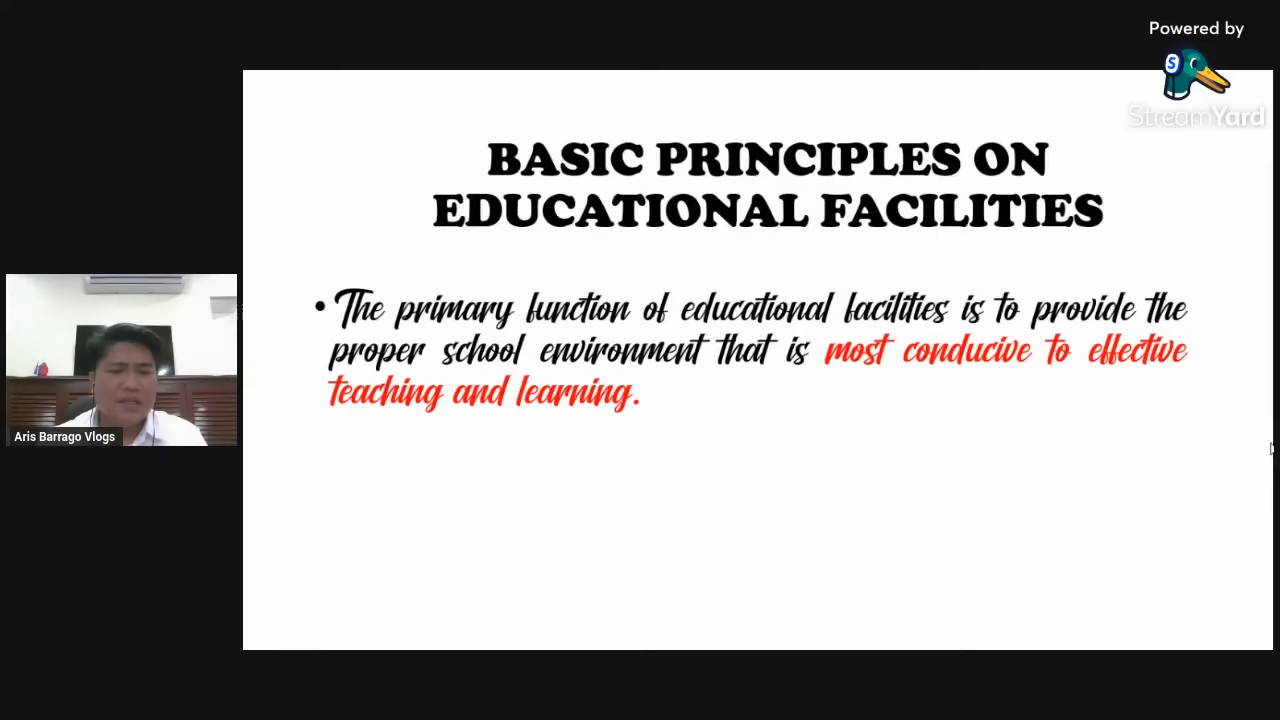 Powered by
StreamYard
BASIC PRINCIPLES ON
EDUCATIONAL FACILITIES
• The primary function of educational facilities is to provide the
proper school environment that is most conducive to effective
teaching and learning.
Aris Barrago Vlogs